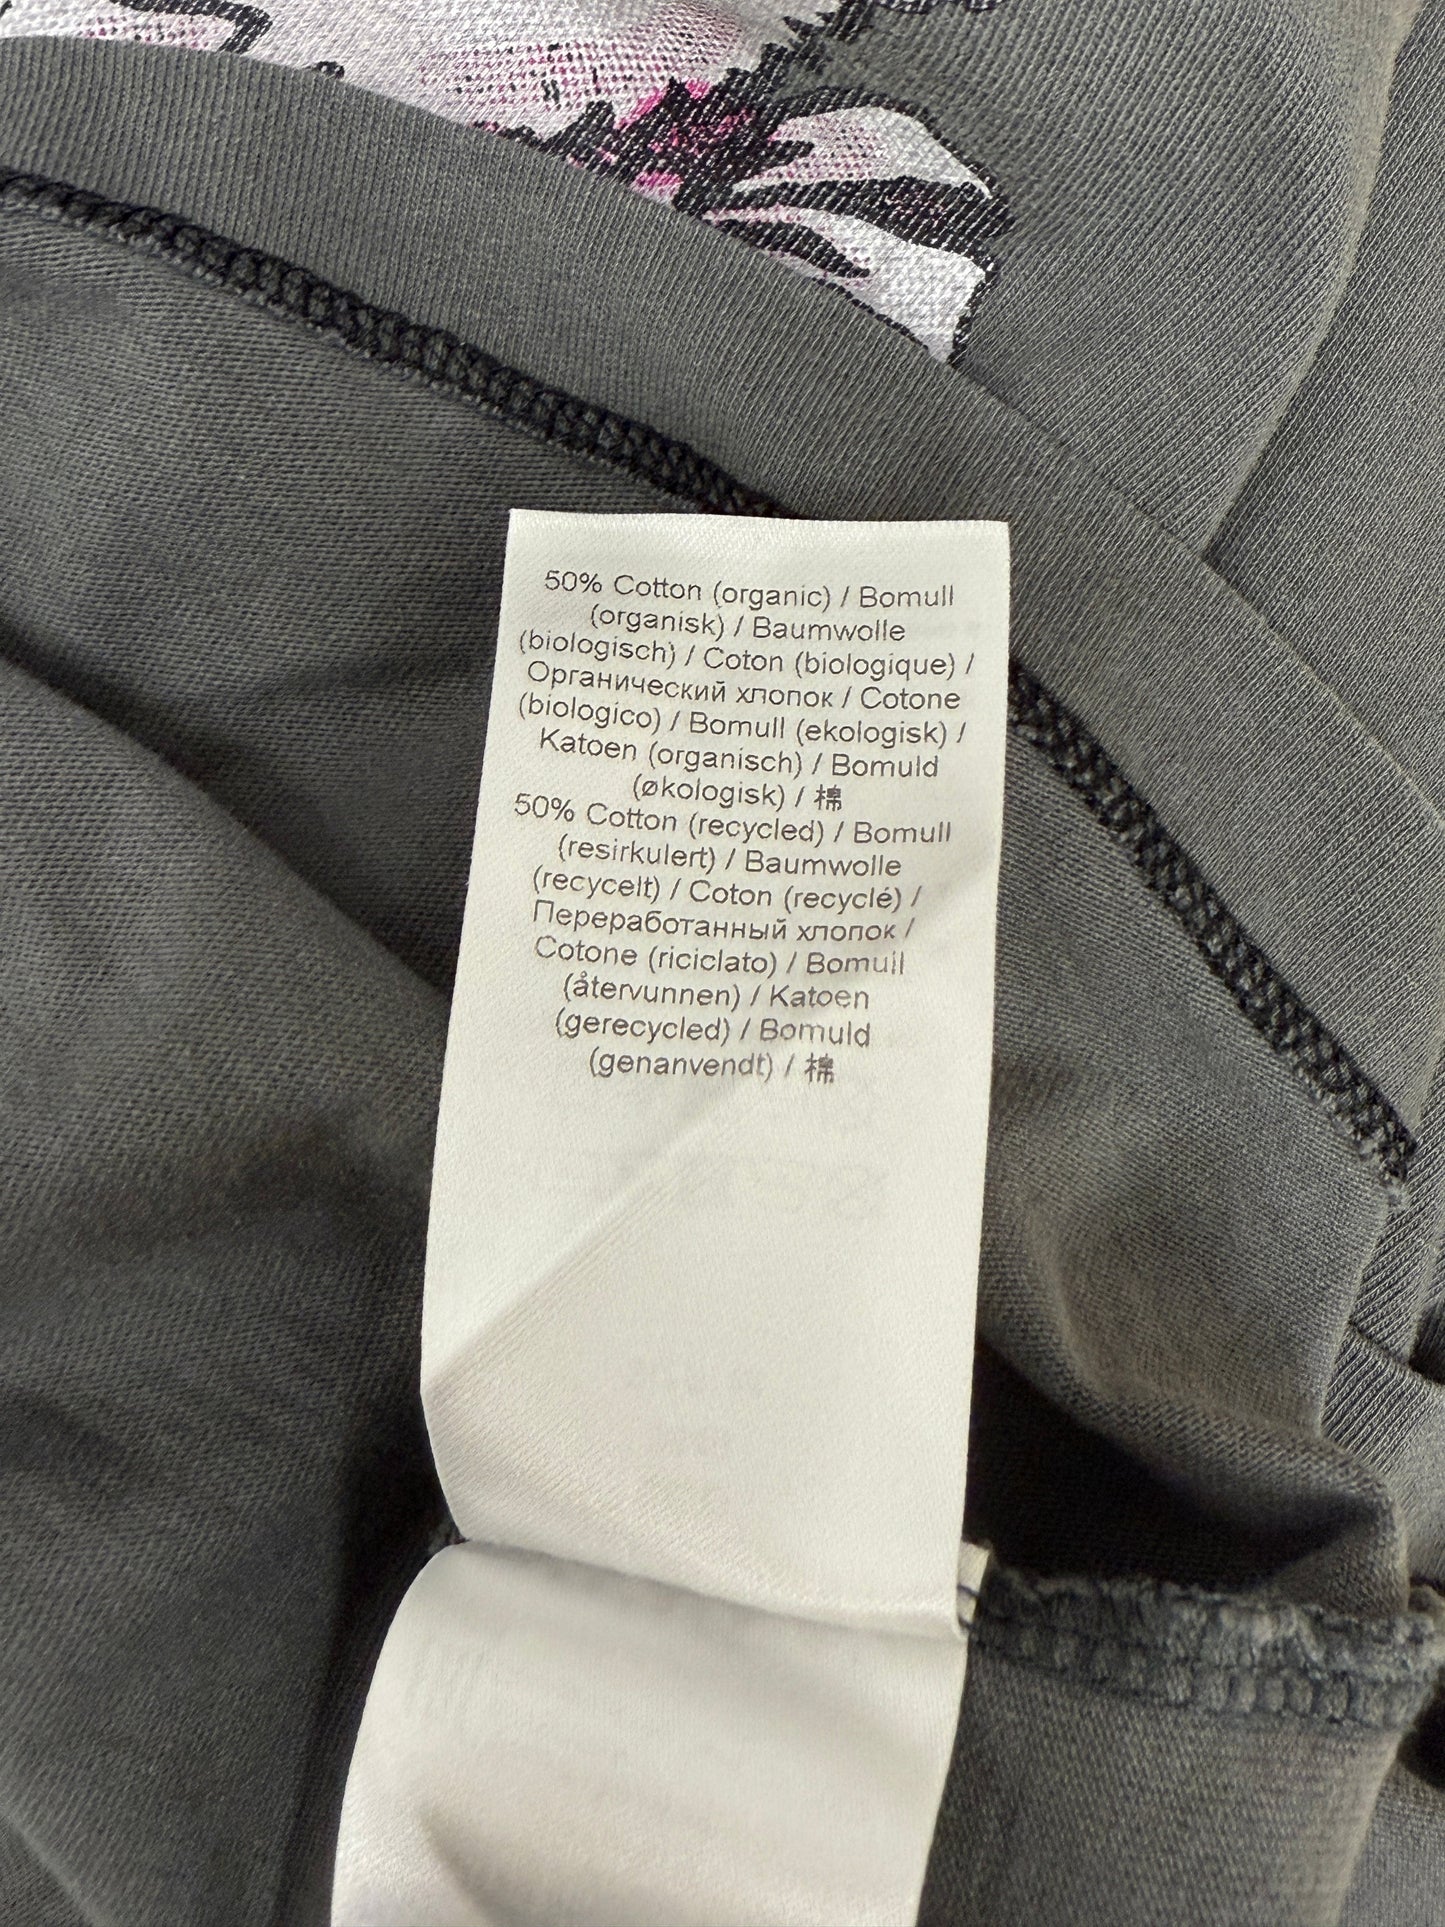 50% Cotton (organic) / Bomull
(organisk) / Baumwolle
(biologisch) / Coton (biologique) /
Органический хлопок / Cotone
(biologico) / Bomull (ekologisk) /
Katoen (organisch) / Bomuld
(økologisk) / 棉
50% Cotton (recycled) / Bomull
(resirkulert) / Baumwolle
(recycelt) / Coton (recyclé) /
Переработанный хлопок /
Cotone (riciclato) / Bomull
(återvunnen) / Katoen
(gerecycled) / Bomuld
(genanvendt) / 棉